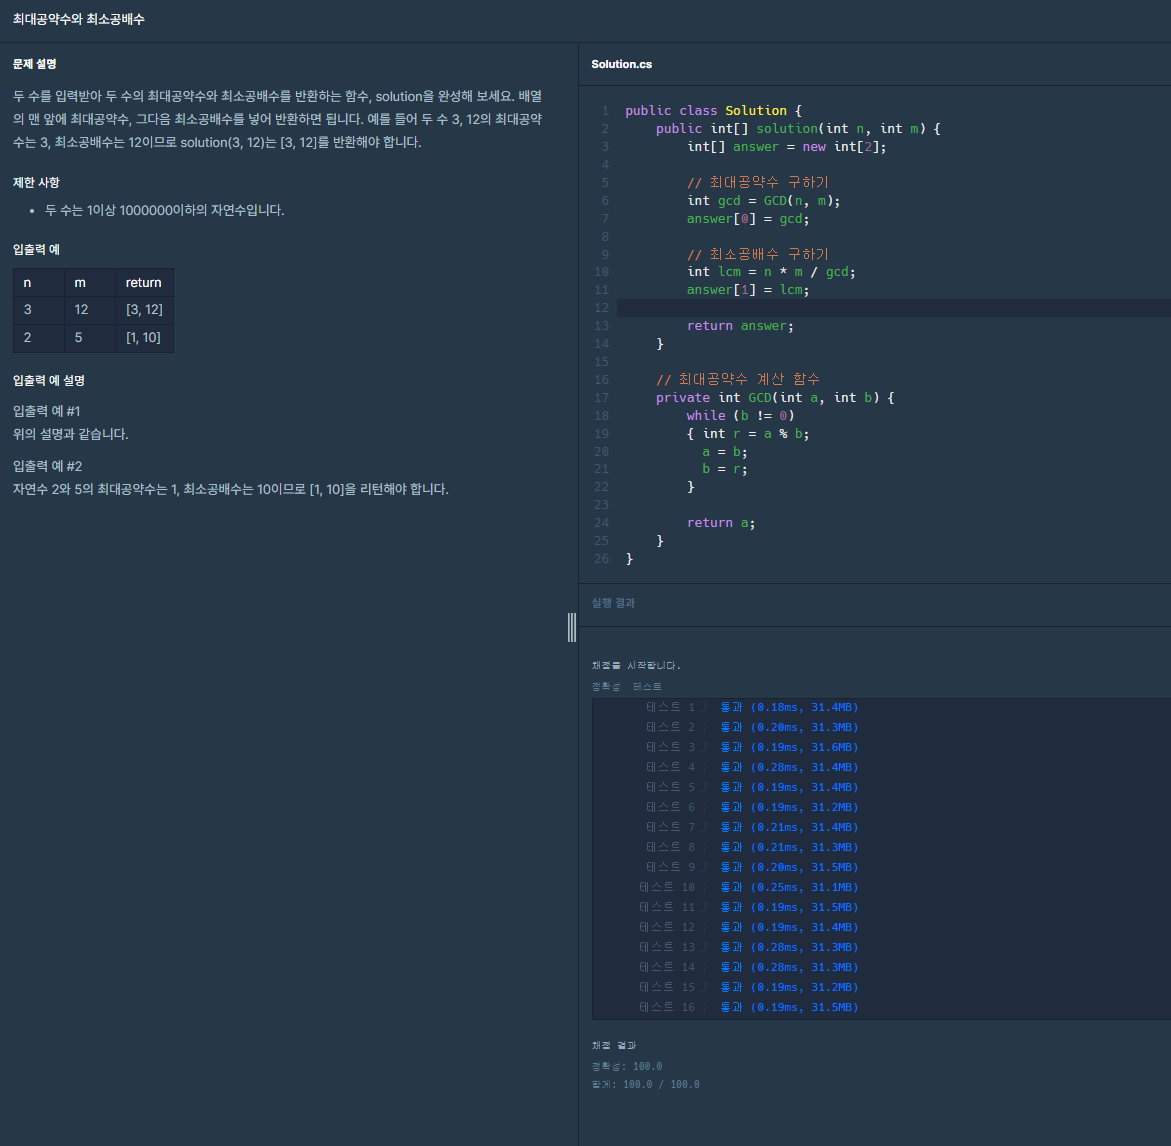 최대공약수와 최소공배수
문제 설명
두 수를 입력받아 두 수의 최대공약수와 최소공배수를 반환하는 함수, solution을 완성해 보세요. 배열
의 맨 앞에 최대공약수, 그다음 최소공배수를 넣어 반환하면 됩니다. 예를 들어 두 수 3, 12의 최대공약
수는 3, 최소공배수는 12이므로 solution(3, 12)는 [3, 12]를 반환해야 합니다.
제한 사항
• 두 수는 1이상 1000000이하의 자연수입니다.
입출력 예
n m return
3 12 [3, 12]
2 5 [1, 10]
입출력 예 설명
입출력 예 #1
위의 설명과 같습니다.
입출력 예 #2
자연수 2와 5의 최대공약수는 1, 최소공배수는 10이므로 [1, 10]을 리턴해야 합니다.
Solution.cs
1 public class Solution {
2     public int[] solution(int n, int m) {
3         int[] answer = new int[2];
4
5         // 최대공약수 구하기
6         int gcd = GCD(n, m);
7         answer[0] = gcd;
8
9         // 최소공배수 구하기
10         int lcm = n * m / gcd;
11         answer[1] = lcm;
12
13         return answer;
14     }
15
16     // 최대공약수 계산 함수
17     private int GCD(int a, int b) {
18         while (b != 0)
19         { int r = a % b;
20           a = b;
21           b = r;
22         }
23
24         return a;
25     }
26 }
실행 결과
채점을 시작합니다.
정확성 테스트
테스트 1 〉 통과 (0.18ms, 31.4MB)
테스트 2 〉 통과 (0.20ms, 31.3MB)
테스트 3 〉 통과 (0.19ms, 31.6MB)
테스트 4 〉 통과 (0.28ms, 31.4MB)
테스트 5 〉 통과 (0.19ms, 31.4MB)
테스트 6 〉 통과 (0.19ms, 31.2MB)
테스트 7 〉 통과 (0.21ms, 31.4MB)
테스트 8 〉 통과 (0.21ms, 31.3MB)
테스트 9 〉 통과 (0.20ms, 31.5MB)
테스트 10 〉 통과 (0.25ms, 31.1MB)
테스트 11 〉 통과 (0.19ms, 31.5MB)
테스트 12 〉 통과 (0.19ms, 31.4MB)
테스트 13 〉 통과 (0.28ms, 31.3MB)
테스트 14 〉 통과 (0.28ms, 31.3MB)
테스트 15 〉 통과 (0.19ms, 31.2MB)
테스트 16 〉 통과 (0.19ms, 31.5MB)
채점 결과
정확성: 100.0
합계: 100.0 / 100.0